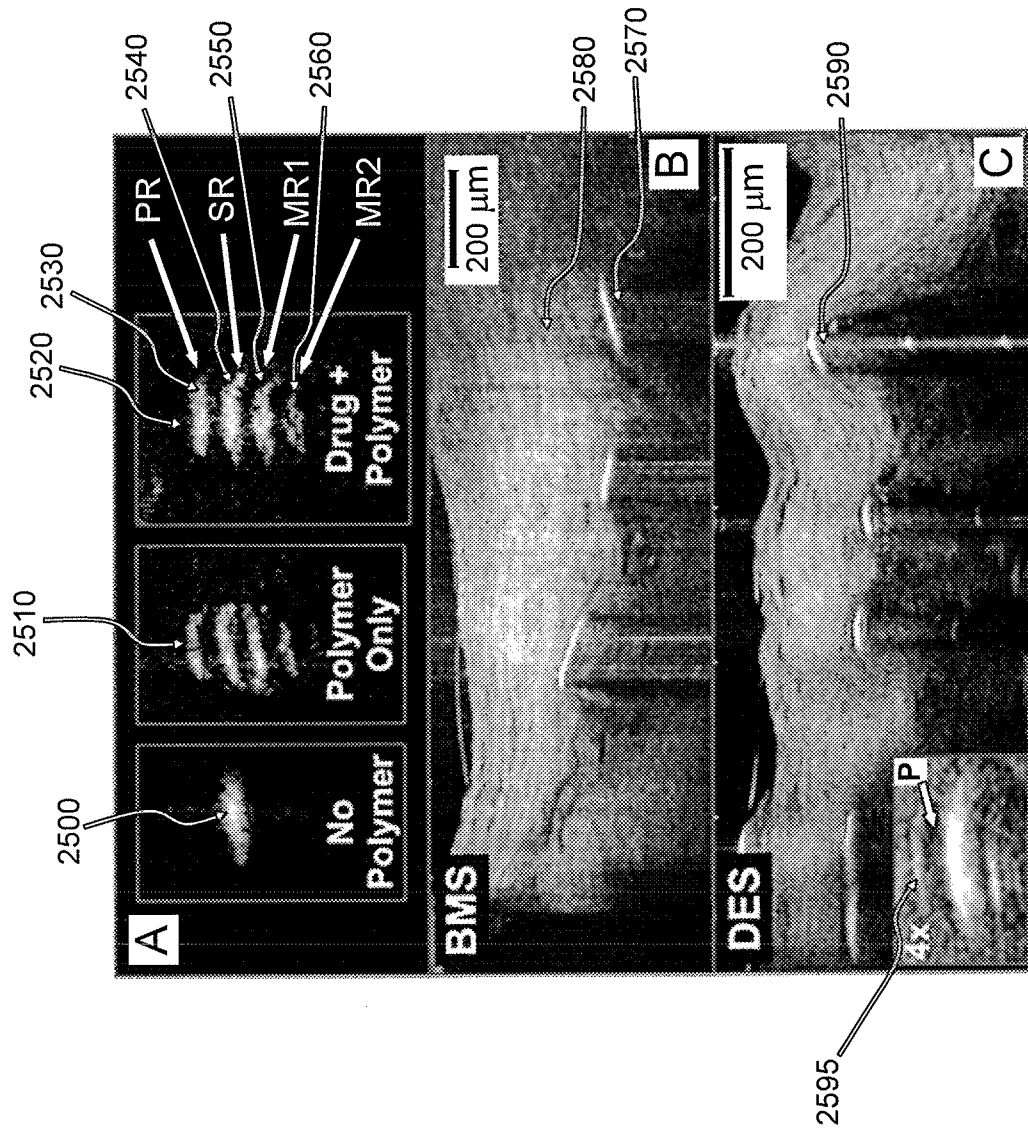 A
2500
No
Polymer
2510
Polymer
Only
2520
2530
Drug +
Polymer
PR
SR
MR1
MR2
2540
2550
2560
BMS
200 µm
B
2580
2570
DES
200 µm
C
2590
4x
P
2595